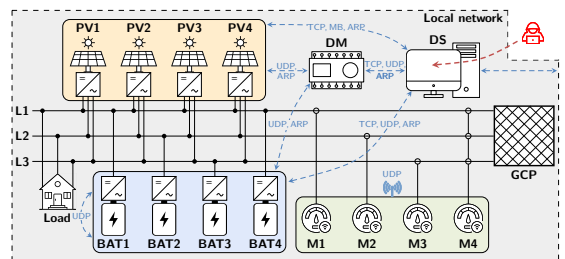 Local network
PV1 PV2 PV3 PV4
TCP, MB, ARP
DM
DS
UDP,
ARP
TCP, UDP,
ARP
L1
L2
L3
UDP, ARP
TCP, UDP, ARP
GCP
Load
UDP
UDP
BAT1 BAT2 BAT3 BAT4
M1 M2 M3 M4